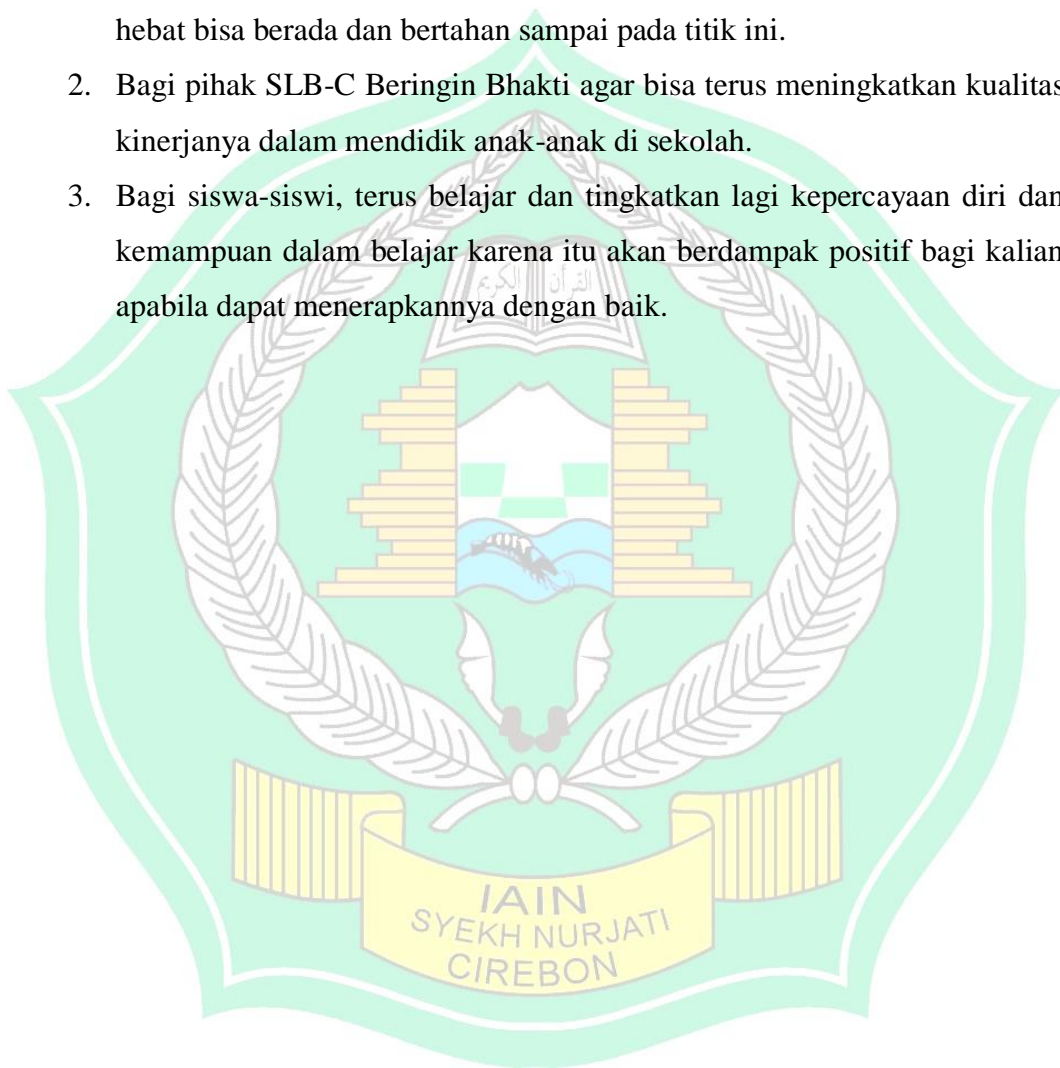 hebat bisa berada dan bertahan sampai pada titik ini.
2. Bagi pihak SLB-C Beringin Bhakti agar bisa terus meningkatkan kualitas
kinerjanya dalam mendidik anak-anak di sekolah.
3. Bagi siswa-siswi, terus belajar dan tingkatkan lagi kepercayaan diri dan
kemampuan dalam belajar karena itu akan berdampak positif bagi kalian
القرآن الكريم
apabila dapat menerapkannya dengan baik.
IAIN
SYEKH NURJATI
CIREBON